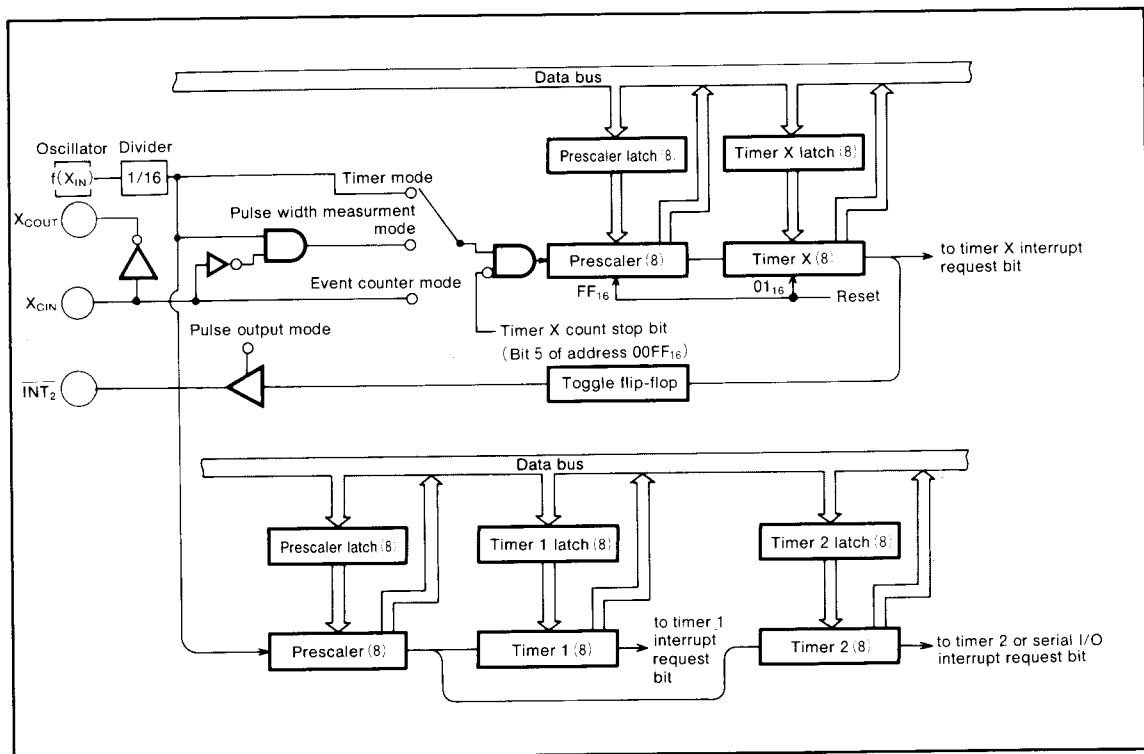 Data bus
Oscillator
Divider
f(XIN)
1/16
Prescaler latch (8)
Timer X latch (8)
Timer mode
XCOUT
Pulse width measurment
mode
Prescaler (8)
Timer X (8)
to timer X interrupt
request bit
XCIN
Event counter mode
FF16
0116
Reset
Pulse output mode
Timer X count stop bit
(Bit 5 of address 00FF16)
INT2
Toggle flip-flop
Data bus
Prescaler latch (8)
Timer 1 latch (8)
Timer 2 latch (8)
Prescaler (8)
Timer 1 (8)
to timer 1
interrupt
request
bit
Timer 2 (8)
to timer 2 or serial I/O
interrupt request bit